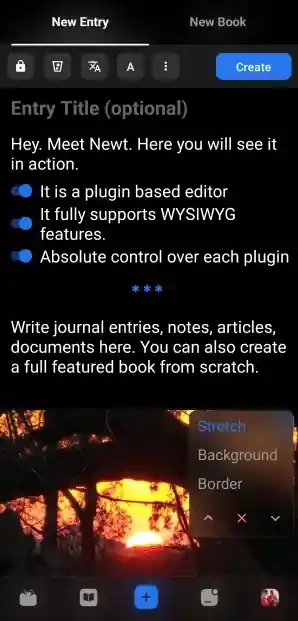 New Entry
New Book
A
Create
Entry Title (optional)
Hey. Meet Newt. Here you will see it
in action.
It is a plugin based editor
It fully supports WYSIWYG
features.
Absolute control over each plugin
***
Write journal entries, notes, articles,
documents here. You can also create
a full featured book from scratch.
Stretch
Background
Border